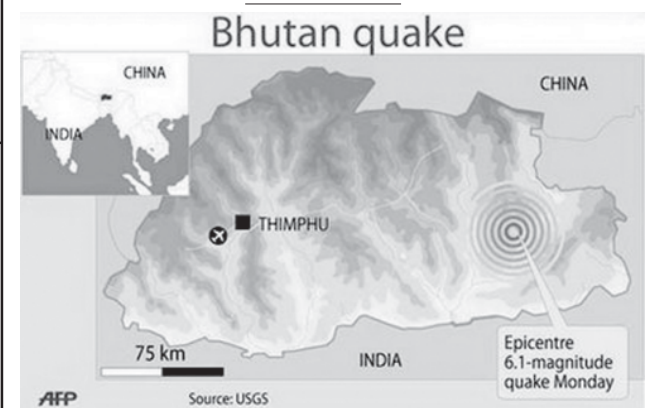 Bhutan quake
CHINA
INDIA
CHINA
THIMPHU
75 km
INDIA
Epicentre
6.1-magnitude
quake Monday
AFP
Source: USGS